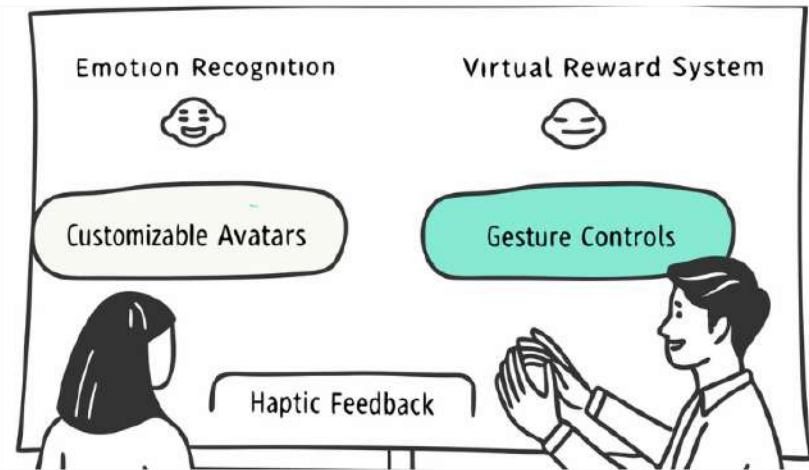 Emotion Recognition
Virtual Reward System
Customizable Avatars
Gesture Controls
Haptic Feedback